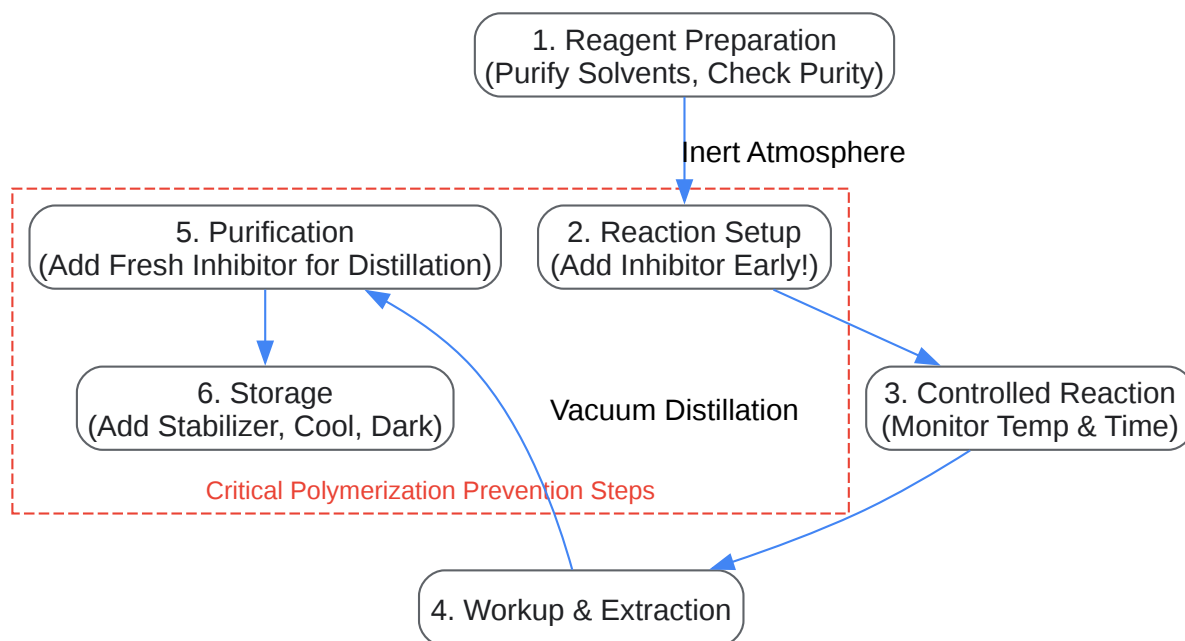 1. Reagent Preparation
(Purify Solvents, Check Purity)
Inert Atmosphere
5. Purification
(Add Fresh Inhibitor for Distillation)
2. Reaction Setup
(Add Inhibitor Early!)
6. Storage
(Add Stabilizer, Cool, Dark)
Vacuum Distillation
3. Controlled Reaction
(Monitor Temp & Time)
Critical Polymerization Prevention Steps
4. Workup & Extraction